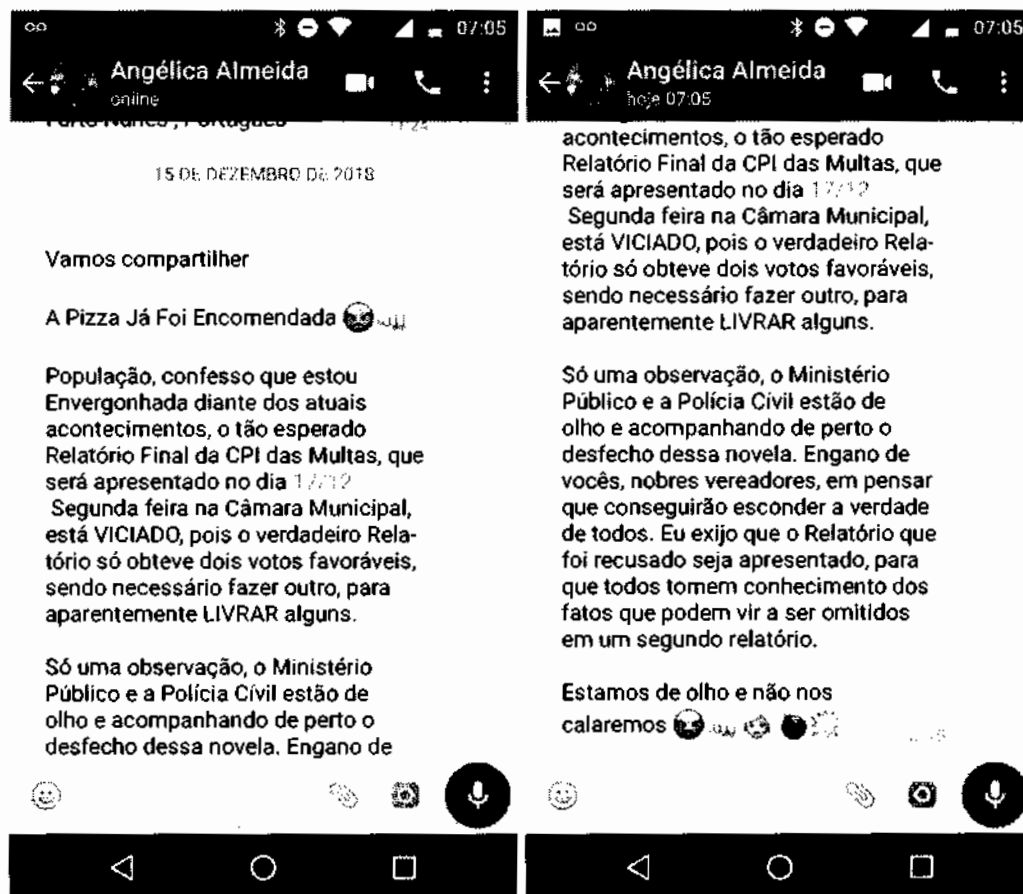 07:05
Angélica Almeida
online
Nunes, Português
15 DE DEZEMBRO DE 2018
Vamos compartilher
A Pizza Já Foi Encomendada
População, confesso que estou
Envergonhada diante dos atuais
acontecimentos, o tão esperado
Relatório Final da CPI das Multas, que
será apresentado no dia 17/12
Segunda feira na Câmara Municipal,
está VICIADO, pois o verdadeiro Rela-
tório só obteve dois votos favoráveis,
sendo necessário fazer outro, para
aparentemente LIVRAR alguns.
Só uma observação, o Ministério
Público e a Polícia Civil estão de
olho e acompanhando de perto o
desfecho dessa novela. Engano de
07:05
Angélica Almeida
hoje 07:05
acontecimentos, o tão esperado
Relatório Final da CPI das Multas, que
será apresentado no dia 17/12
Segunda feira na Câmara Municipal,
está VICIADO, pois o verdadeiro Rela-
tório só obteve dois votos favoráveis,
sendo necessário fazer outro, para
aparentemente LIVRAR alguns.
Só uma observação, o Ministério
Público e a Polícia Civil estão de
olho e acompanhando de perto o
desfecho dessa novela. Engano de
vocês, nobres vereadores, em pensar
que conseguirão esconder a verdade
de todos. Eu exijo que o Relatório que
foi recusado seja apresentado, para
que todos tomem conhecimento dos
fatos que podem vir a ser omitidos
em um segundo relatório.
Estamos de olho e não nos
calaremos